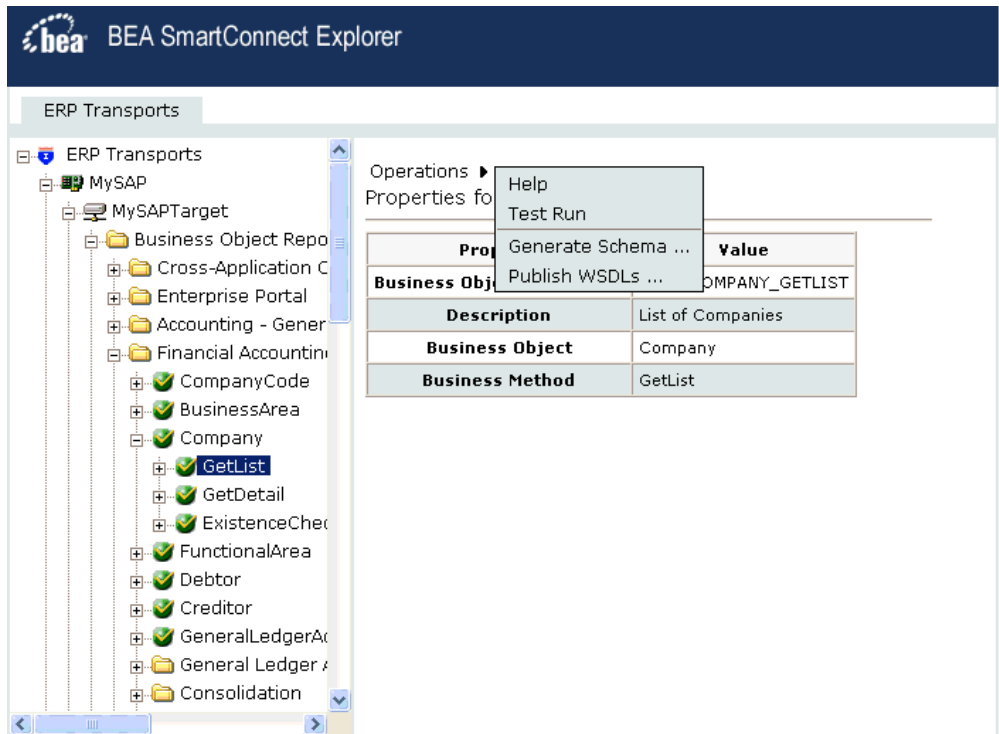 bea BEA SmartConnect Explorer
ERP Transports
ERP Transports
MySAP
MySAPTarget
Business Object Repo
Cross-Application C
Enterprise Portal
Accounting - Gener
Financial Accountin
CompanyCode
BusinessArea
Company
GetList
GetDetail
ExistenceChec
FunctionalArea
Debtor
Creditor
GeneralLedgerAc
General Ledger A
Consolidation
Operations
Properties fo
Help
Test Run
Generate Schema ...
Publish WSDLs ...
Prop Value
Business Obje OMPANY_GETLIST
Description List of Companies
Business Object Company
Business Method GetList